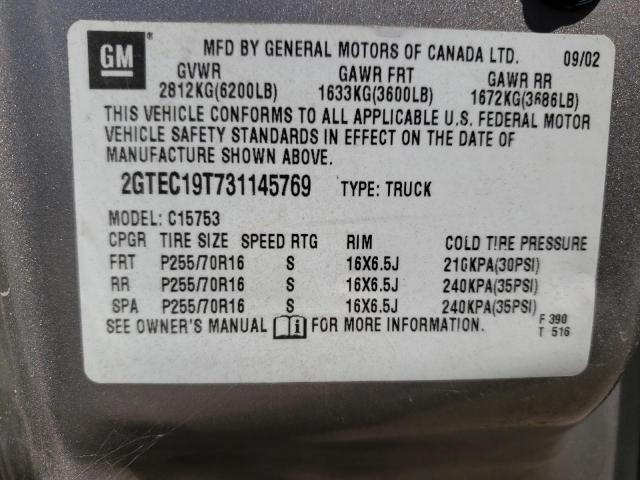 GM ®
MFD BY GENERAL MOTORS OF CANADA LTD. 09/02
GVWR GAWR FRT GAWR RR
2812KG(6200LB) 1633KG(3600LB) 1672KG(3686LB)
THIS VEHICLE CONFORMS TO ALL APPLICABLE U.S. FEDERAL MOTOR
VEHICLE SAFETY STANDARDS IN EFFECT ON THE DATE OF
MANUFACTURE SHOWN ABOVE.
2GTEC19T731145769 TYPE: TRUCK
MODEL: C15753
CPGR TIRE SIZE SPEED RTG RIM COLD TIRE PRESSURE
FRT P255/70R16 S 16X6.5J 210KPA(30PSI)
RR P255/70R16 S 16X6.5J 240KPA(35PSI)
SPA P255/70R16 S 16X6.5J 240KPA(35PSI)
SEE OWNER'S MANUAL FOR MORE INFORMATION. F 390
T 516